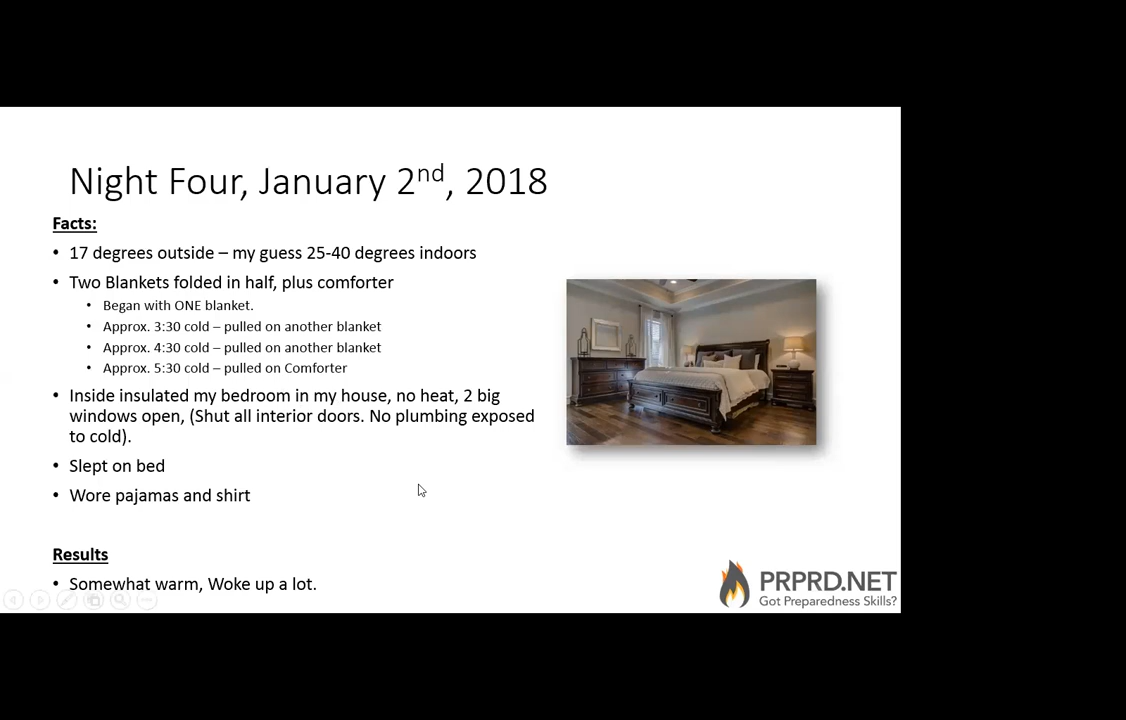 Night Four, January 2nd, 2018
Facts:
• 17 degrees outside – my guess 25-40 degrees indoors
• Two Blankets folded in half, plus comforter
• Began with ONE blanket.
• Approx. 3:30 cold – pulled on another blanket
• Approx. 4:30 cold – pulled on another blanket
• Approx. 5:30 cold – pulled on Comforter
• Inside insulated my bedroom in my house, no heat, 2 big
windows open, (Shut all interior doors. No plumbing exposed
to cold).
• Slept on bed
• Wore pajamas and shirt
Results
• Somewhat warm, Woke up a lot.
PRPRD.NET
Got Preparedness Skills?